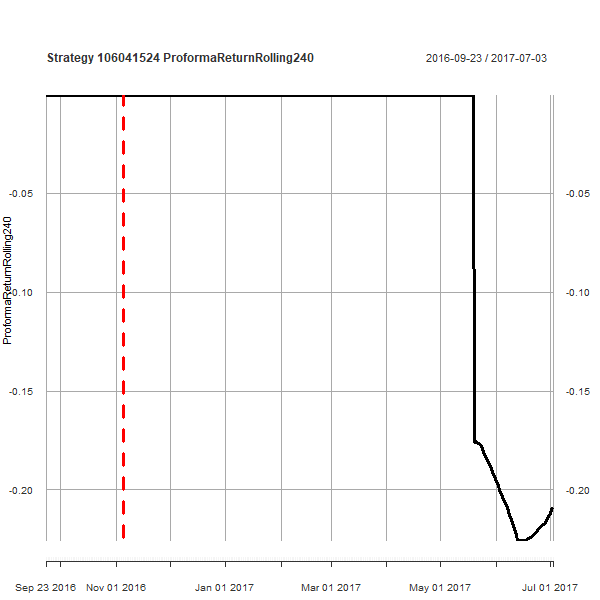 Strategy 106041524 ProformaReturnRolling240
2016-09-23 / 2017-07-03
ProformaReturnRolling240
-0.05
-0.05
-0.10
-0.10
-0.15
-0.15
-0.20
-0.20
Sep 23 2016
Nov 01 2016
Jan 01 2017
Mar 01 2017
May 01 2017
Jul 01 2017